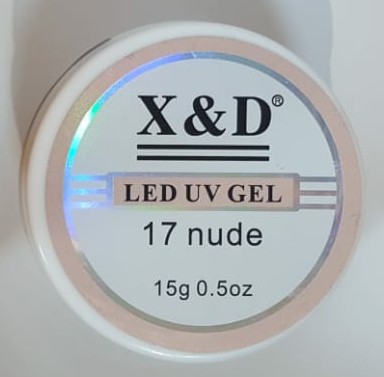 X&D®
LED UV GEL
17 nude
15g 0.5oz